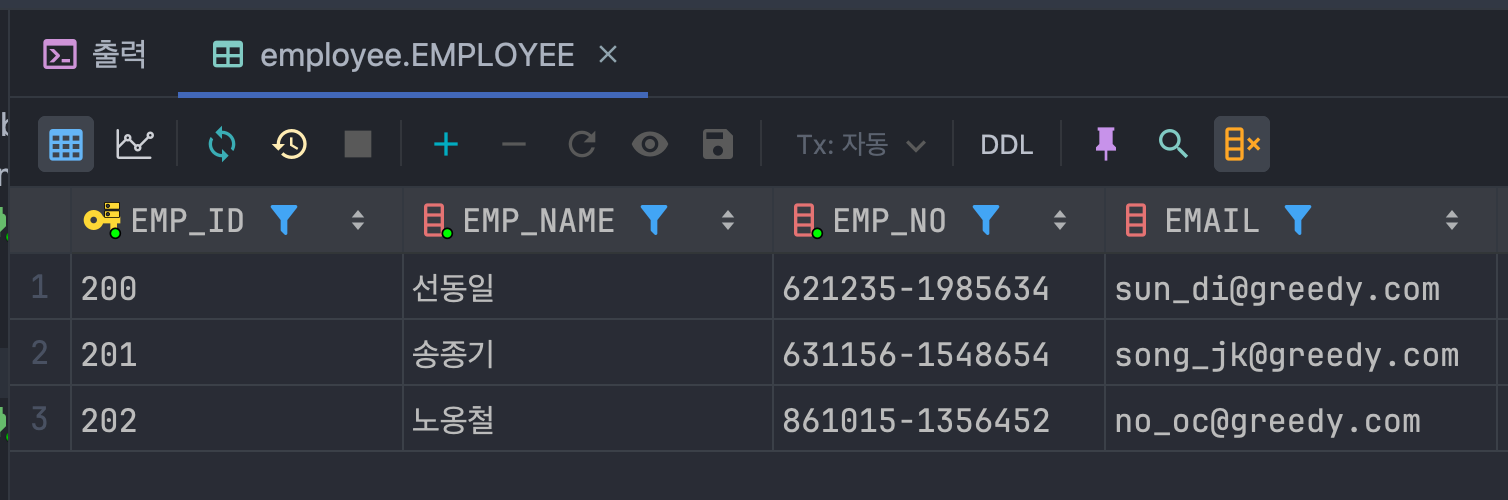 출력 employee.EMPLOYEE
Tx: 자동 DDL
EMP_ID EMP_NAME EMP_NO EMAIL
1 200 선동일 621235-1985634 sun_di@greedy.com
2 201 송종기 631156-1548654 song_jk@greedy.com
3 202 노옹철 861015-1356452 no_oc@greedy.com